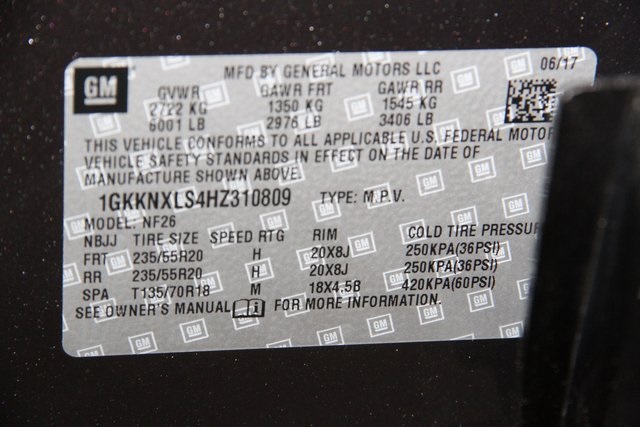 GM MFD BY GENERAL MOTORS LLC 06/17
GVWR GAWR FRT GAWR RR
2722 KG 1350 KG 1545 KG
6001 LB 2976 LB 3406 LB
THIS VEHICLE CONFORMS TO ALL APPLICABLE U.S. FEDERAL MOTOR
VEHICLE SAFETY STANDARDS IN EFFECT ON THE DATE OF
MANUFACTURE SHOWN ABOVE.
1GKKNXLS4HZ310809 TYPE: M.P.V.
MODEL: NF26
NBJJ TIRE SIZE SPEED RTG RIM COLD TIRE PRESSUR
FRT 235/55R20 H 20X8J 250KPA(36PSI)
RR 235/55R20 H 20X8J 250KPA(36PSI)
SPA T135/70R18 M 18X4.5B 420KPA(60PSI)
SEE OWNER'S MANUAL FOR MORE INFORMATION.